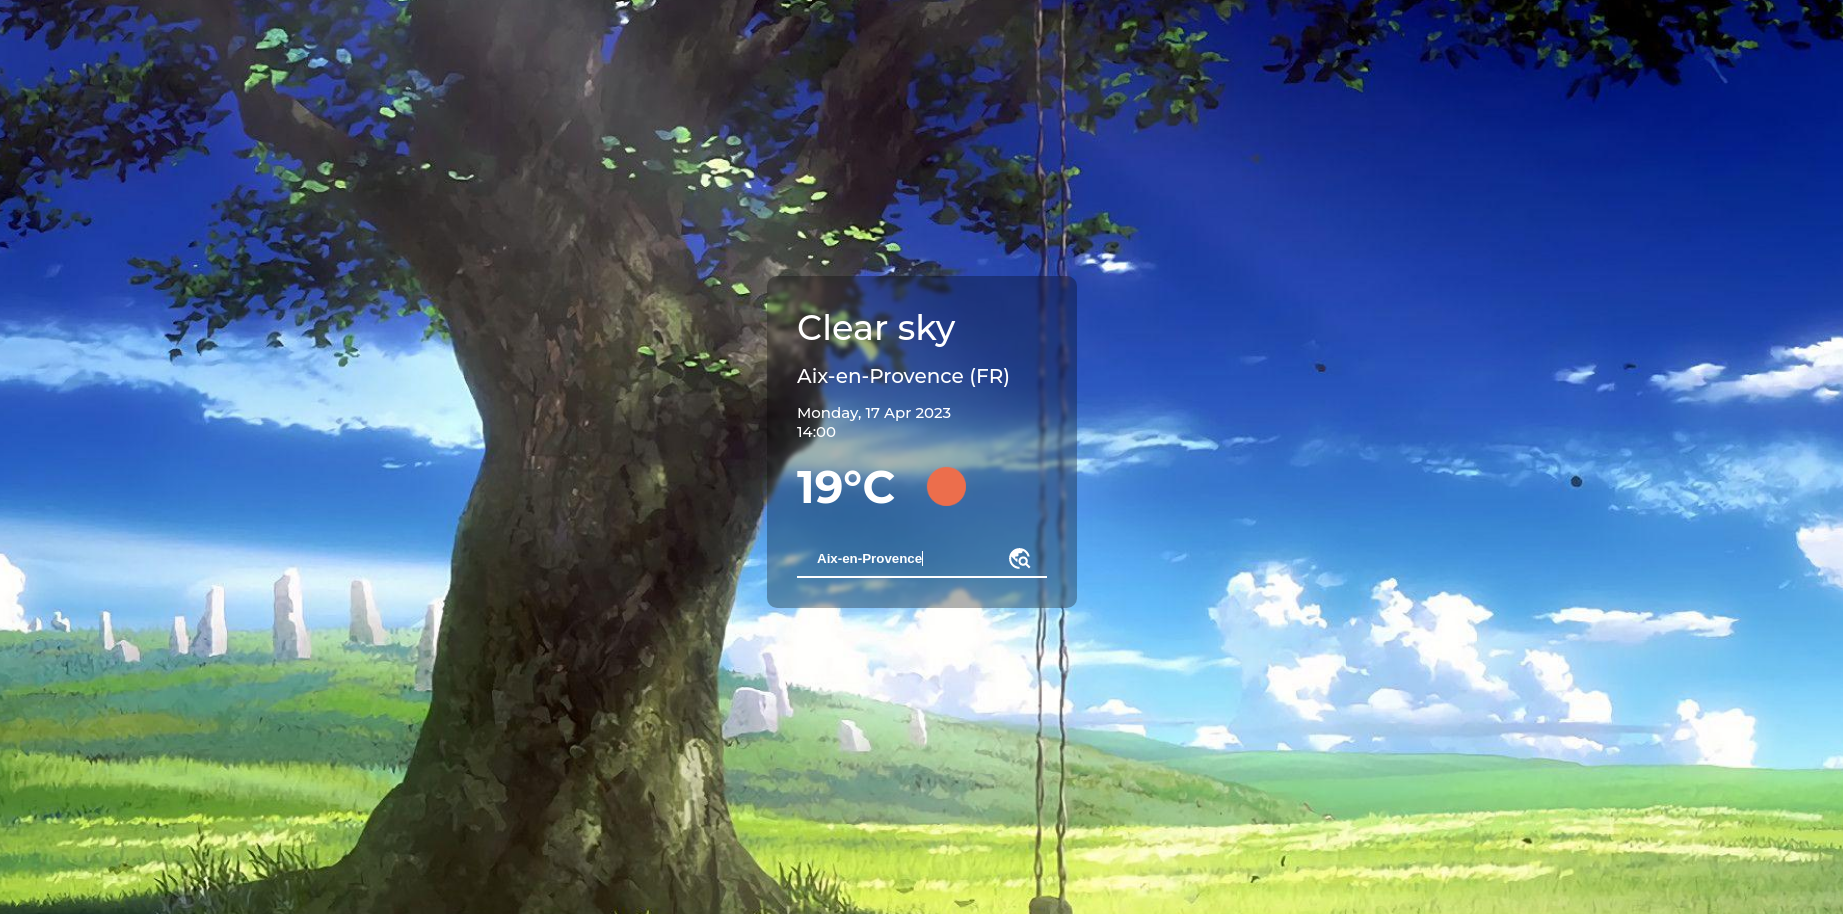 Clear sky
Aix-en-Provence (FR)
Monday, 17 Apr 2023
14:00
19°C
Aix-en-Provence